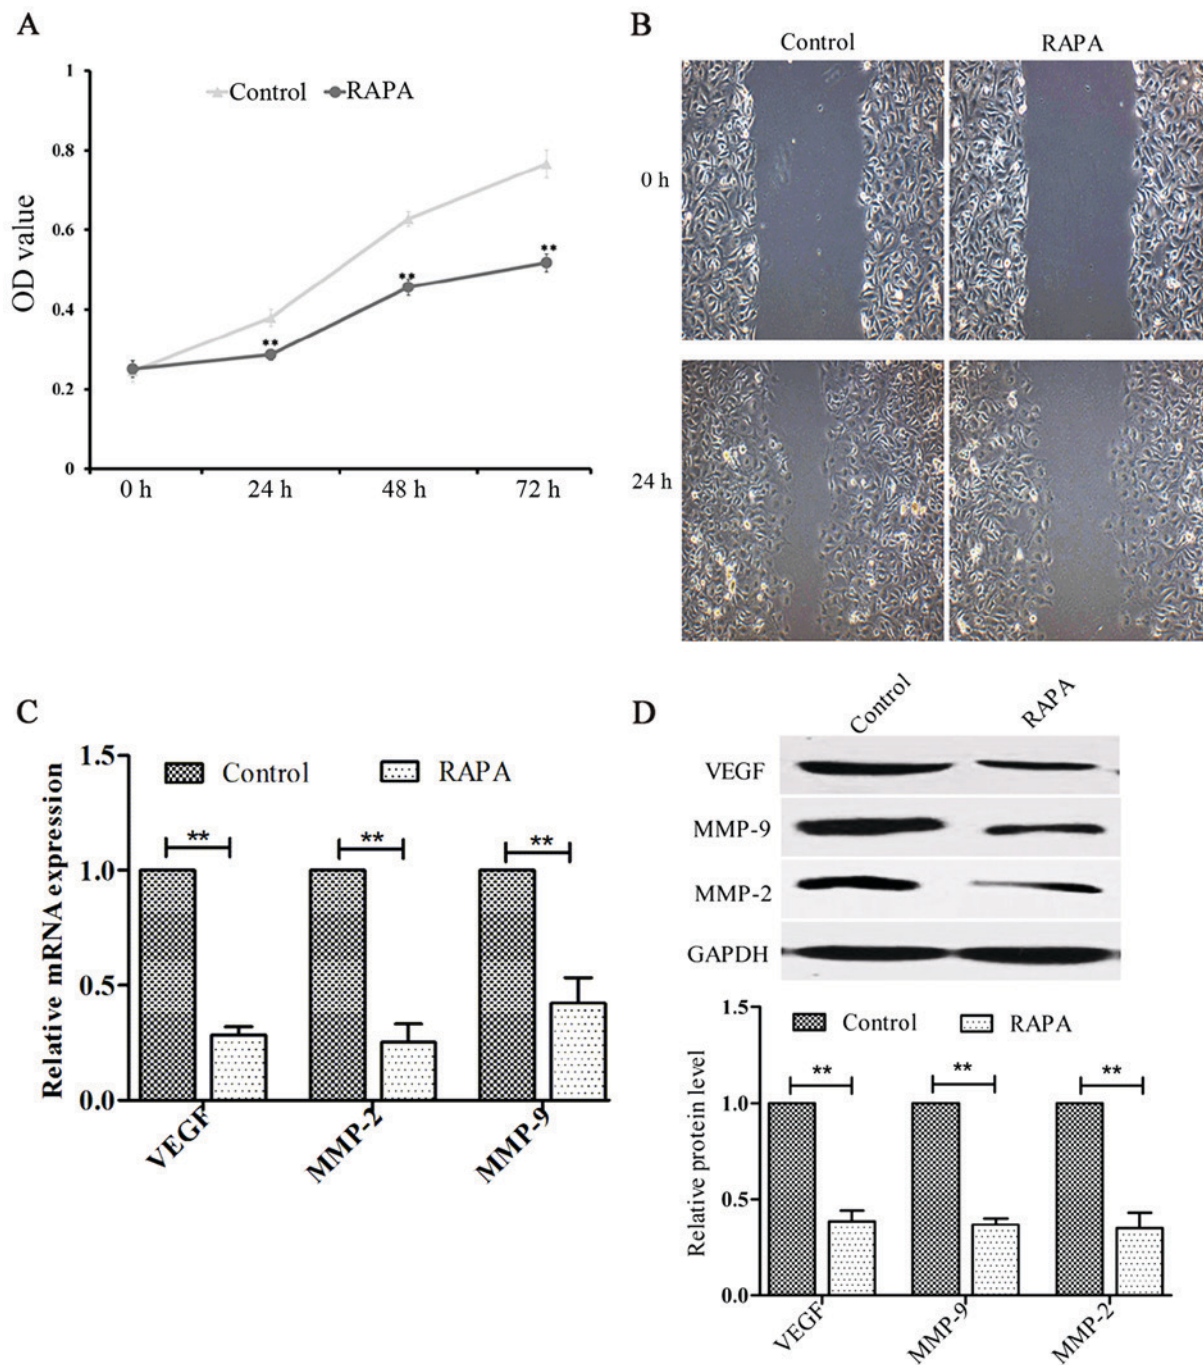 A
1
0.8
0.6
0.4
0.2
0
OD value
Control RAPA
**
**
**
0 h 24 h 48 h 72 h
B
Control RAPA
0 h
24 h
C
1.5
1.0
0.5
0.0
Relative mRNA expression
Control RAPA
** ** **
VEGF MMP-2 MMP-9
D
Control RAPA
VEGF
MMP-9
MMP-2
GAPDH
1.5
1.0
0.5
0.0
Relative protein level
Control RAPA
** ** **
VEGF MMP-9 MMP-2